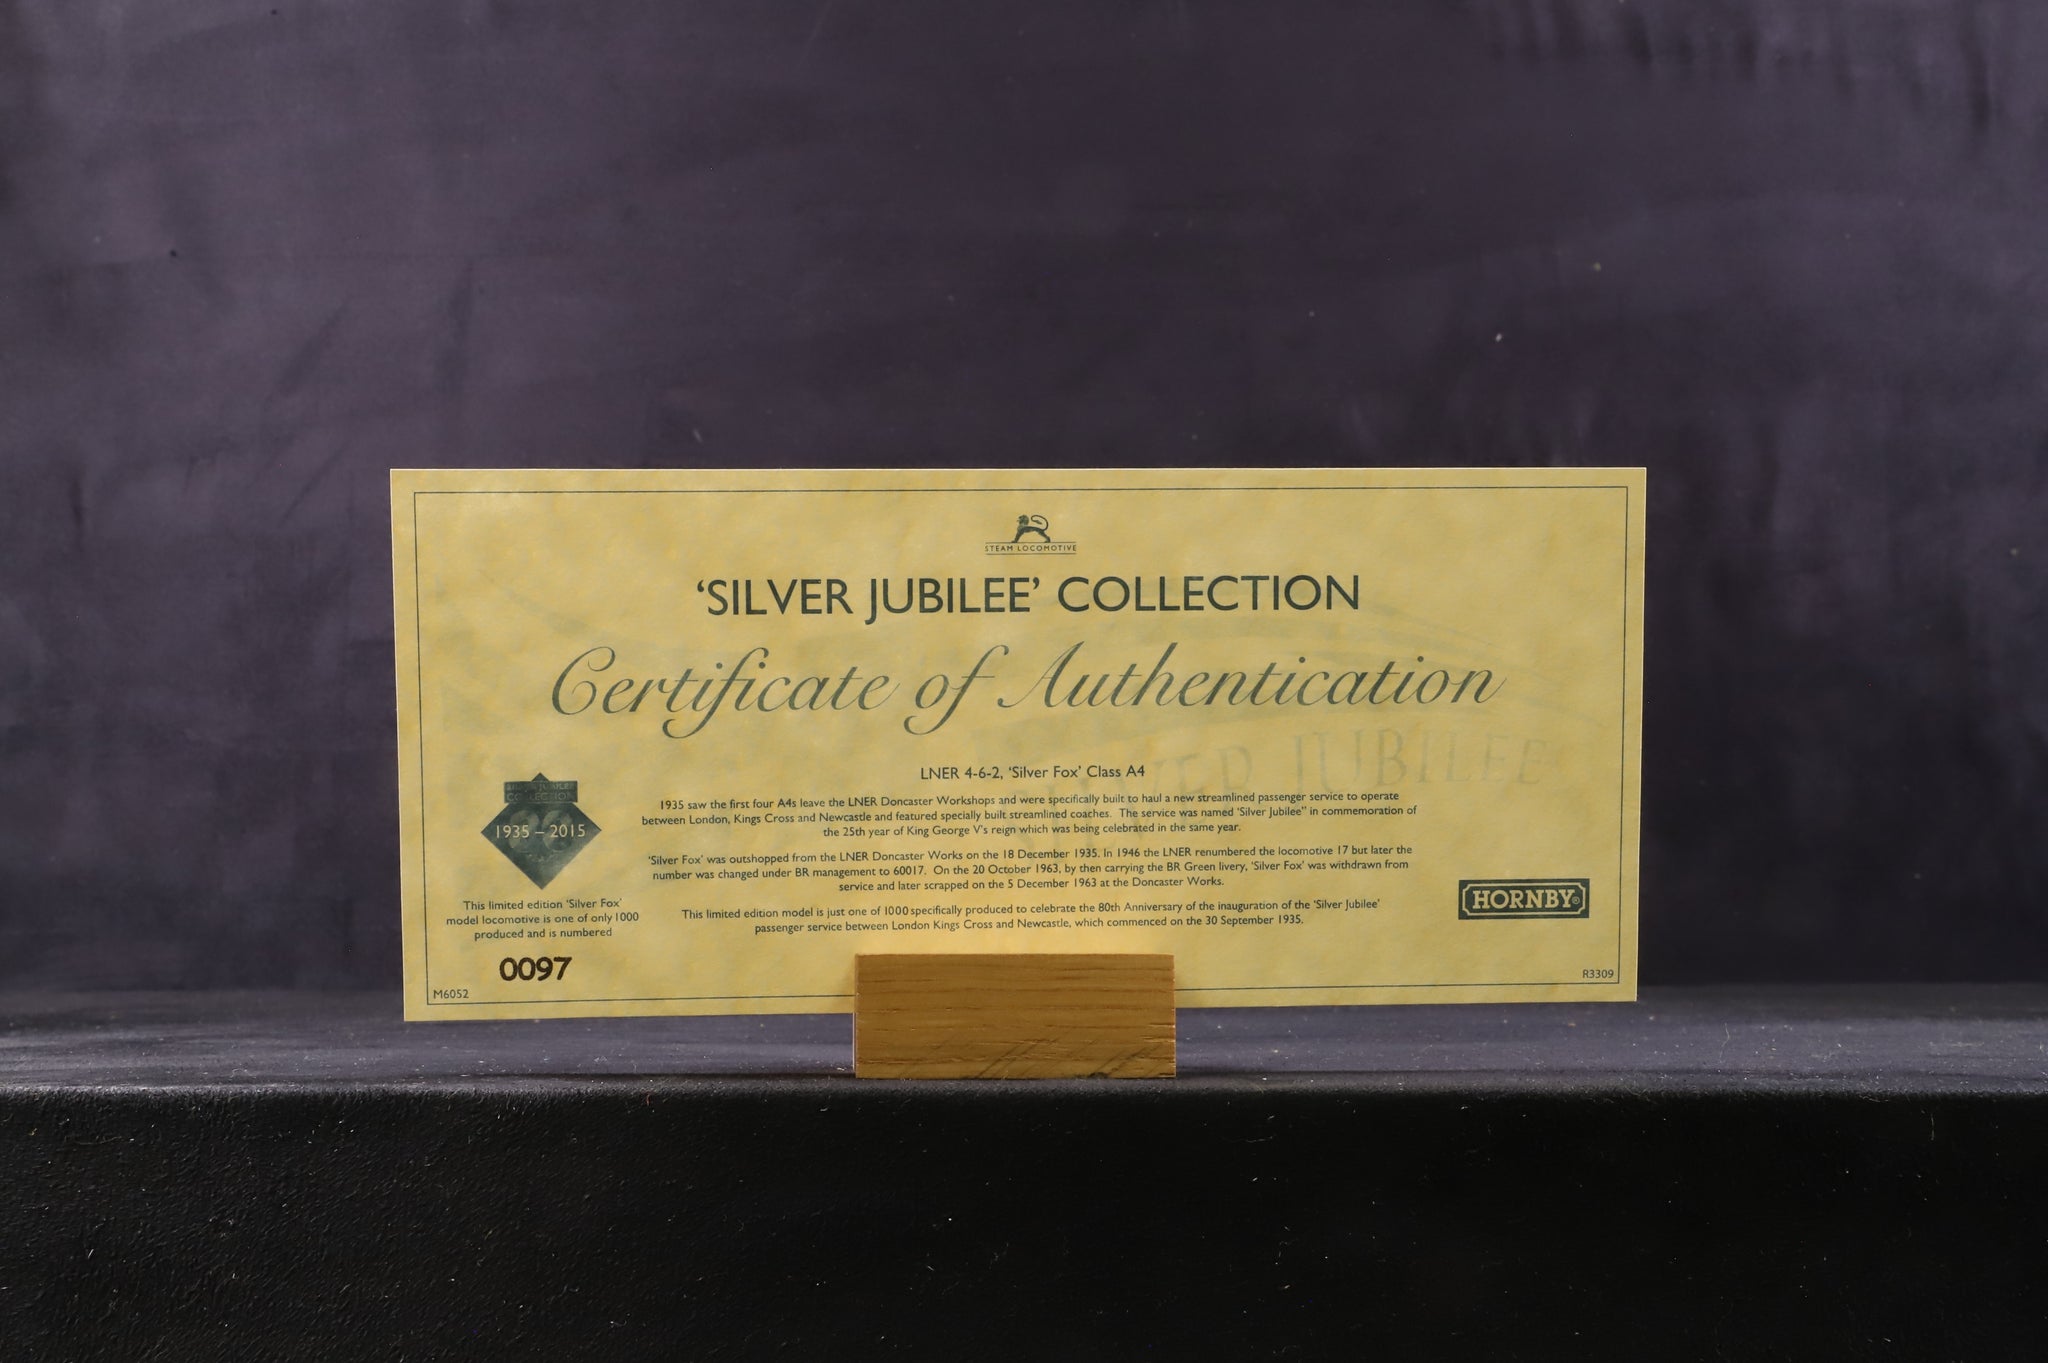 STEAM LOCOMOTIVE
'SILVER JUBILEE' COLLECTION
Certificate of Authentication
SILVER JUBILEE
LNER 4-6-2, 'Silver Fox' Class A4
1935 saw the first four A4s leave the LNER Doncaster Workshops and were specifically built to haul a new streamlined passenger service to operate
between London, Kings Cross and Newcastle and featured specially built streamlined coaches. The service was named 'Silver Jubilee" in commemoration of
the 25th year of King George V's reign which was being celebrated in the same year.
'Silver Fox' was outshopped from the LNER Doncaster Works on the 18 December 1935. In 1946 the LNER renumbered the locomotive 17 but later the
number was changed under BR management to 60017. On the 20 October 1963, by then carrying the BR Green livery, 'Silver Fox' was withdrawn from
service and later scrapped on the 5 December 1963 at the Doncaster Works.
This limited edition model is just one of 1000 specifically produced to celebrate the 80th Anniversary of the inauguration of the 'Silver Jubilee'
passenger service between London Kings Cross and Newcastle, which commenced on the 30 September 1935.
SILVER JUBILEE
COLLECTION
80
1935 – 2015
This limited edition 'Silver Fox'
model locomotive is one of only 1000
produced and is numbered
0097
M6052
HORNBY®
R3309